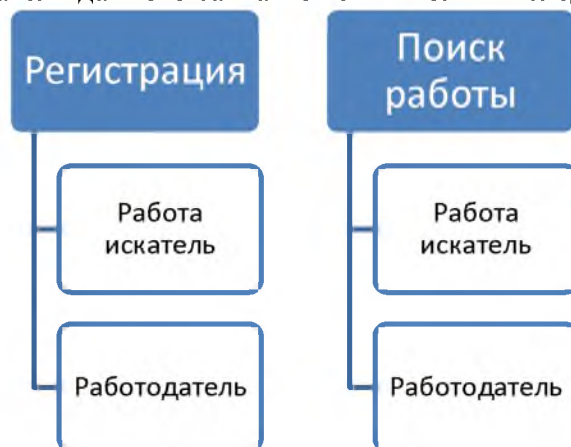 Регистрация
Поиск
работы
Работа
искатель
Работа
искатель
Работодатель
Работодатель